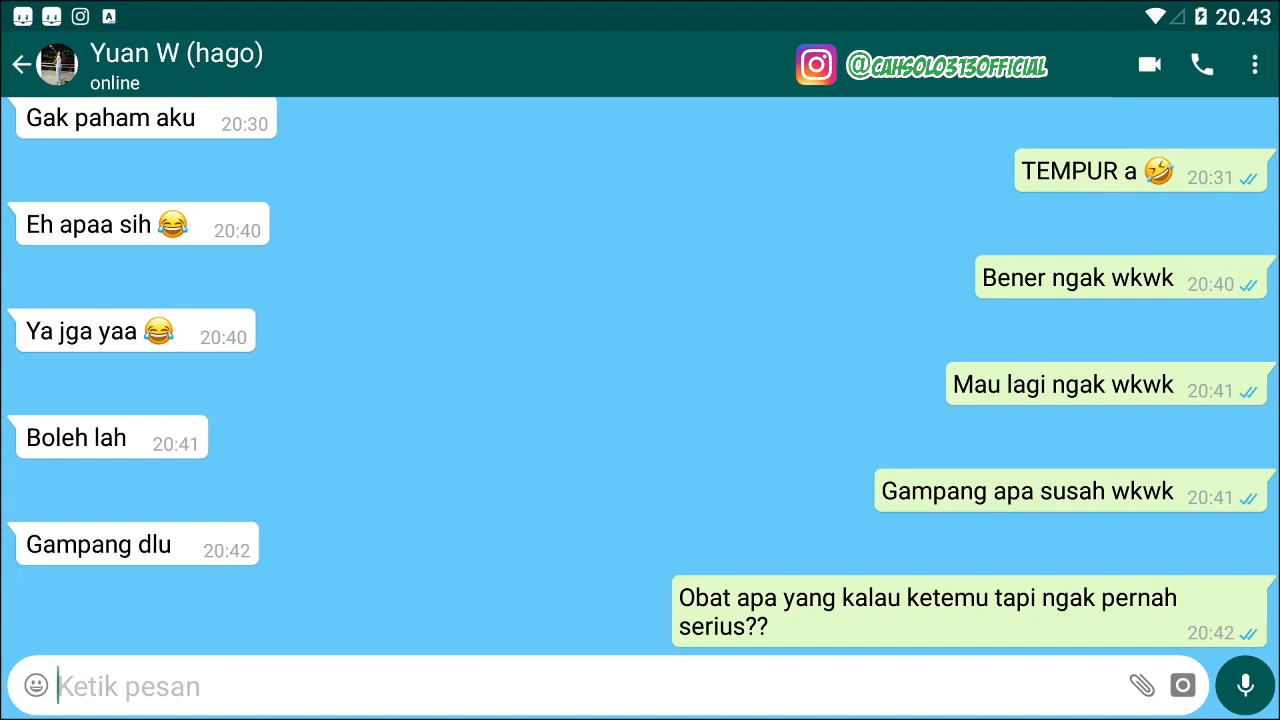 20.43
Yuan W (hago)
online
@CAHSOLO313OFFICIAL
Gak paham aku 20:30
TEMPUR a 🤣 20:31
Eh apaa sih 😂 20:40
Bener ngak wkwk 20:40
Ya jga yaa 😂 20:40
Mau lagi ngak wkwk 20:41
Boleh lah 20:41
Gampang apa susah wkwk 20:41
Gampang dlu 20:42
Obat apa yang kalau ketemu tapi ngak pernah
serius?? 20:42
Ketik pesan